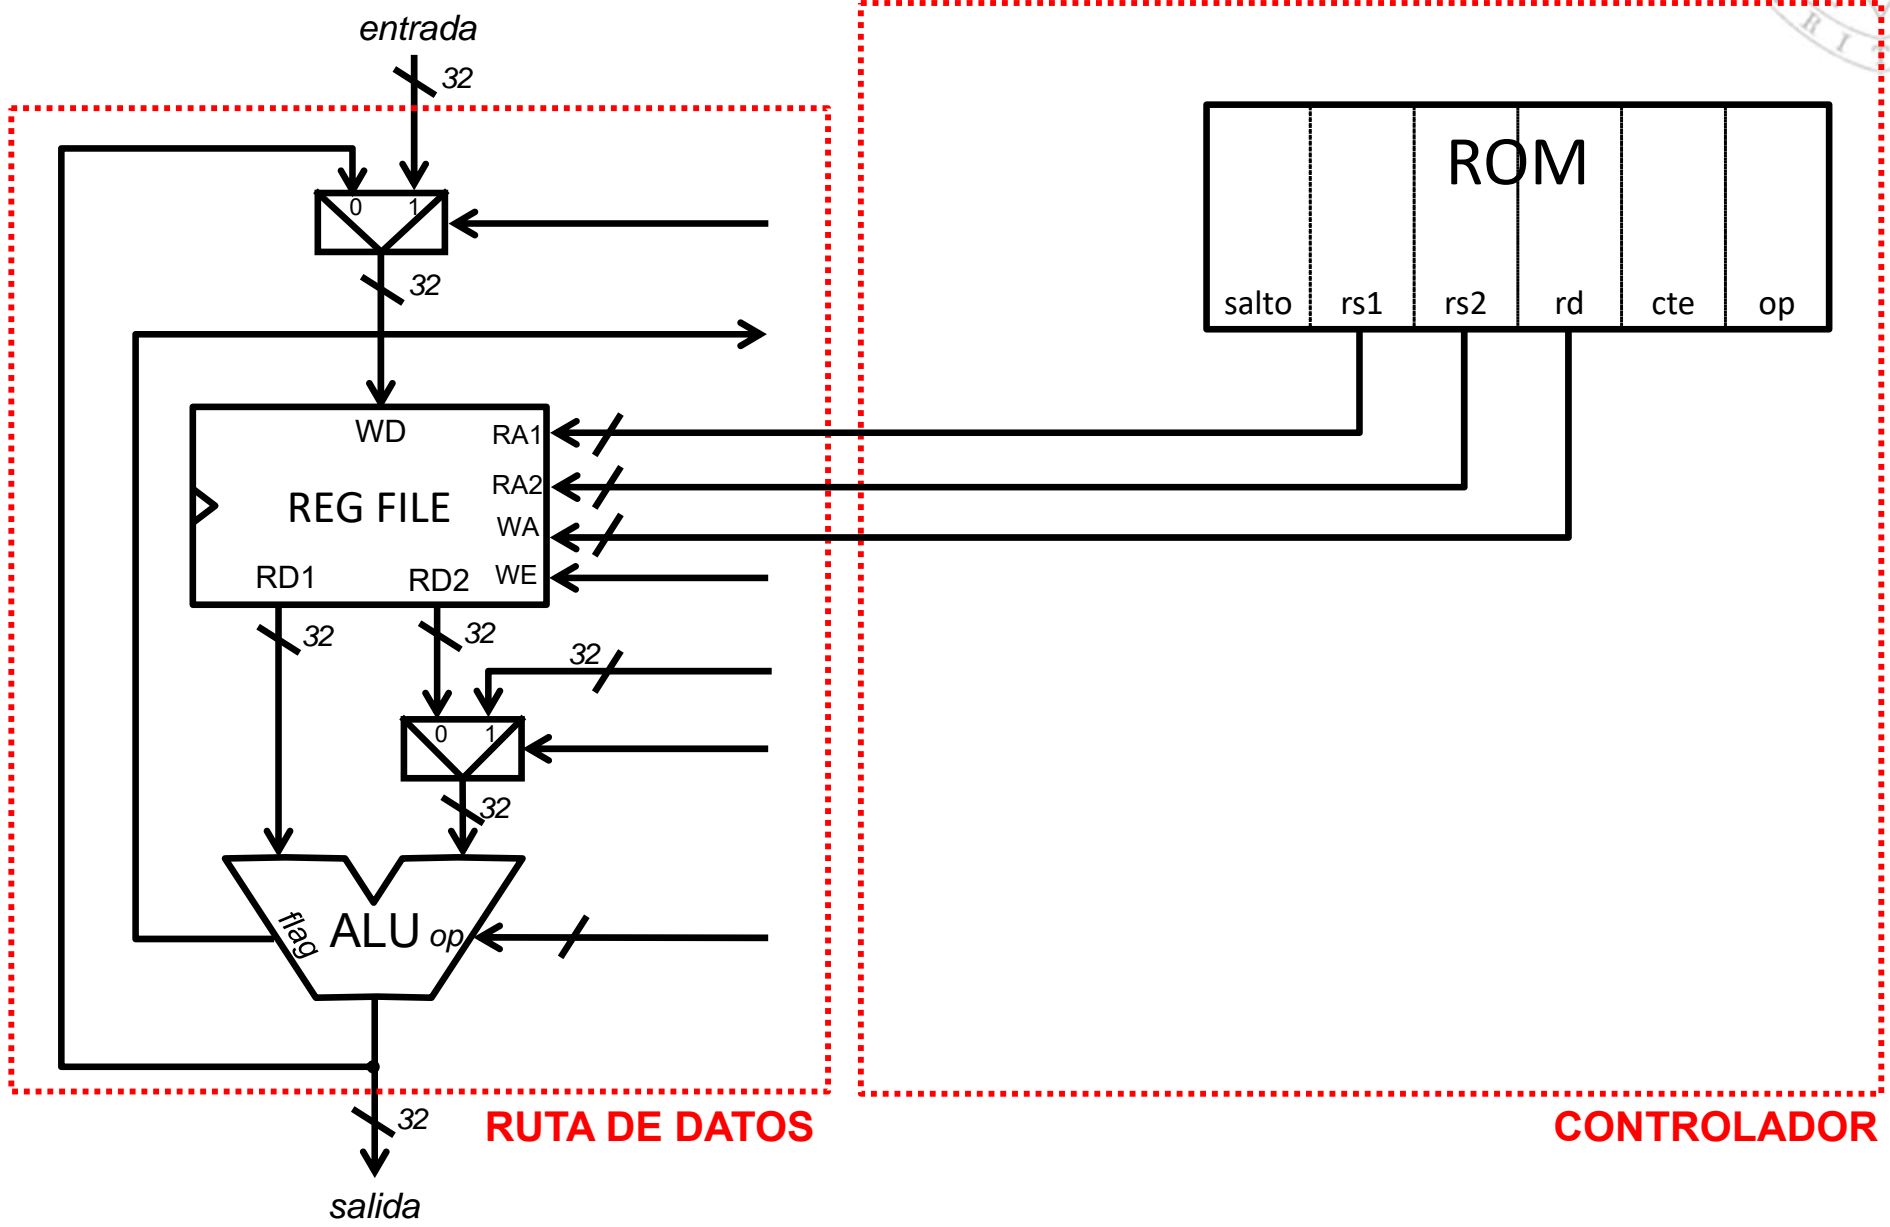 entrada
32
0 1
32
ROM
salto rs1 rs2 rd cte op
WD
RA1
RA2
REG FILE
WA
WE
RD1 RD2
32
32
32
0 1
32
flag ALU op
32
RUTA DE DATOS
CONTROLADOR
salida
R I